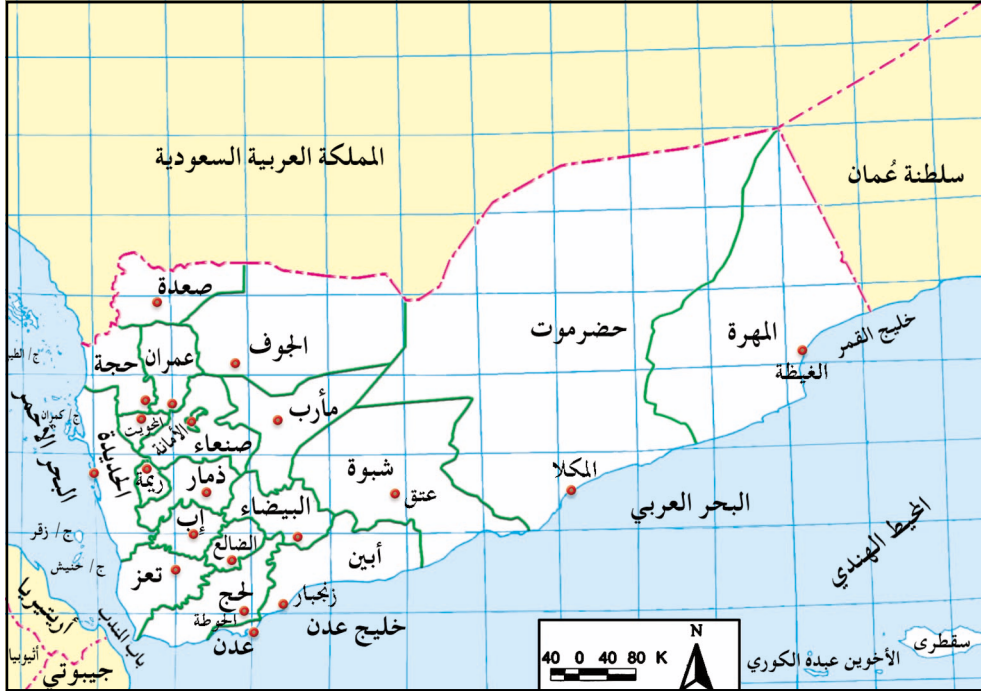 المملكة العربية السعودية
سلطنة عُمان
صعدة
حضرموت
المهرة
خليج القمر
الغيظة
حجة
عمران
الجوف
ج/ الطير
ج/ كمران
البحر الأحمر
مأرب
المحويت
الأمانة
صنعاء
الحديدة
ريمة
ذمار
شبوة
عتق
المكلا
البحر العربي
المحيط الهندي
البيضاء
إب
الضالع
أبين
ج/ زقر
ج/ حنيش
تعز
لحج
الحوطة
زنجبار
عدن
خليج عدن
باب المندب
أريتيريا
أثيوبيا
جيبوتي
سقطرى
الأخوين عبدة الكوري
N
40 0 40 80 K